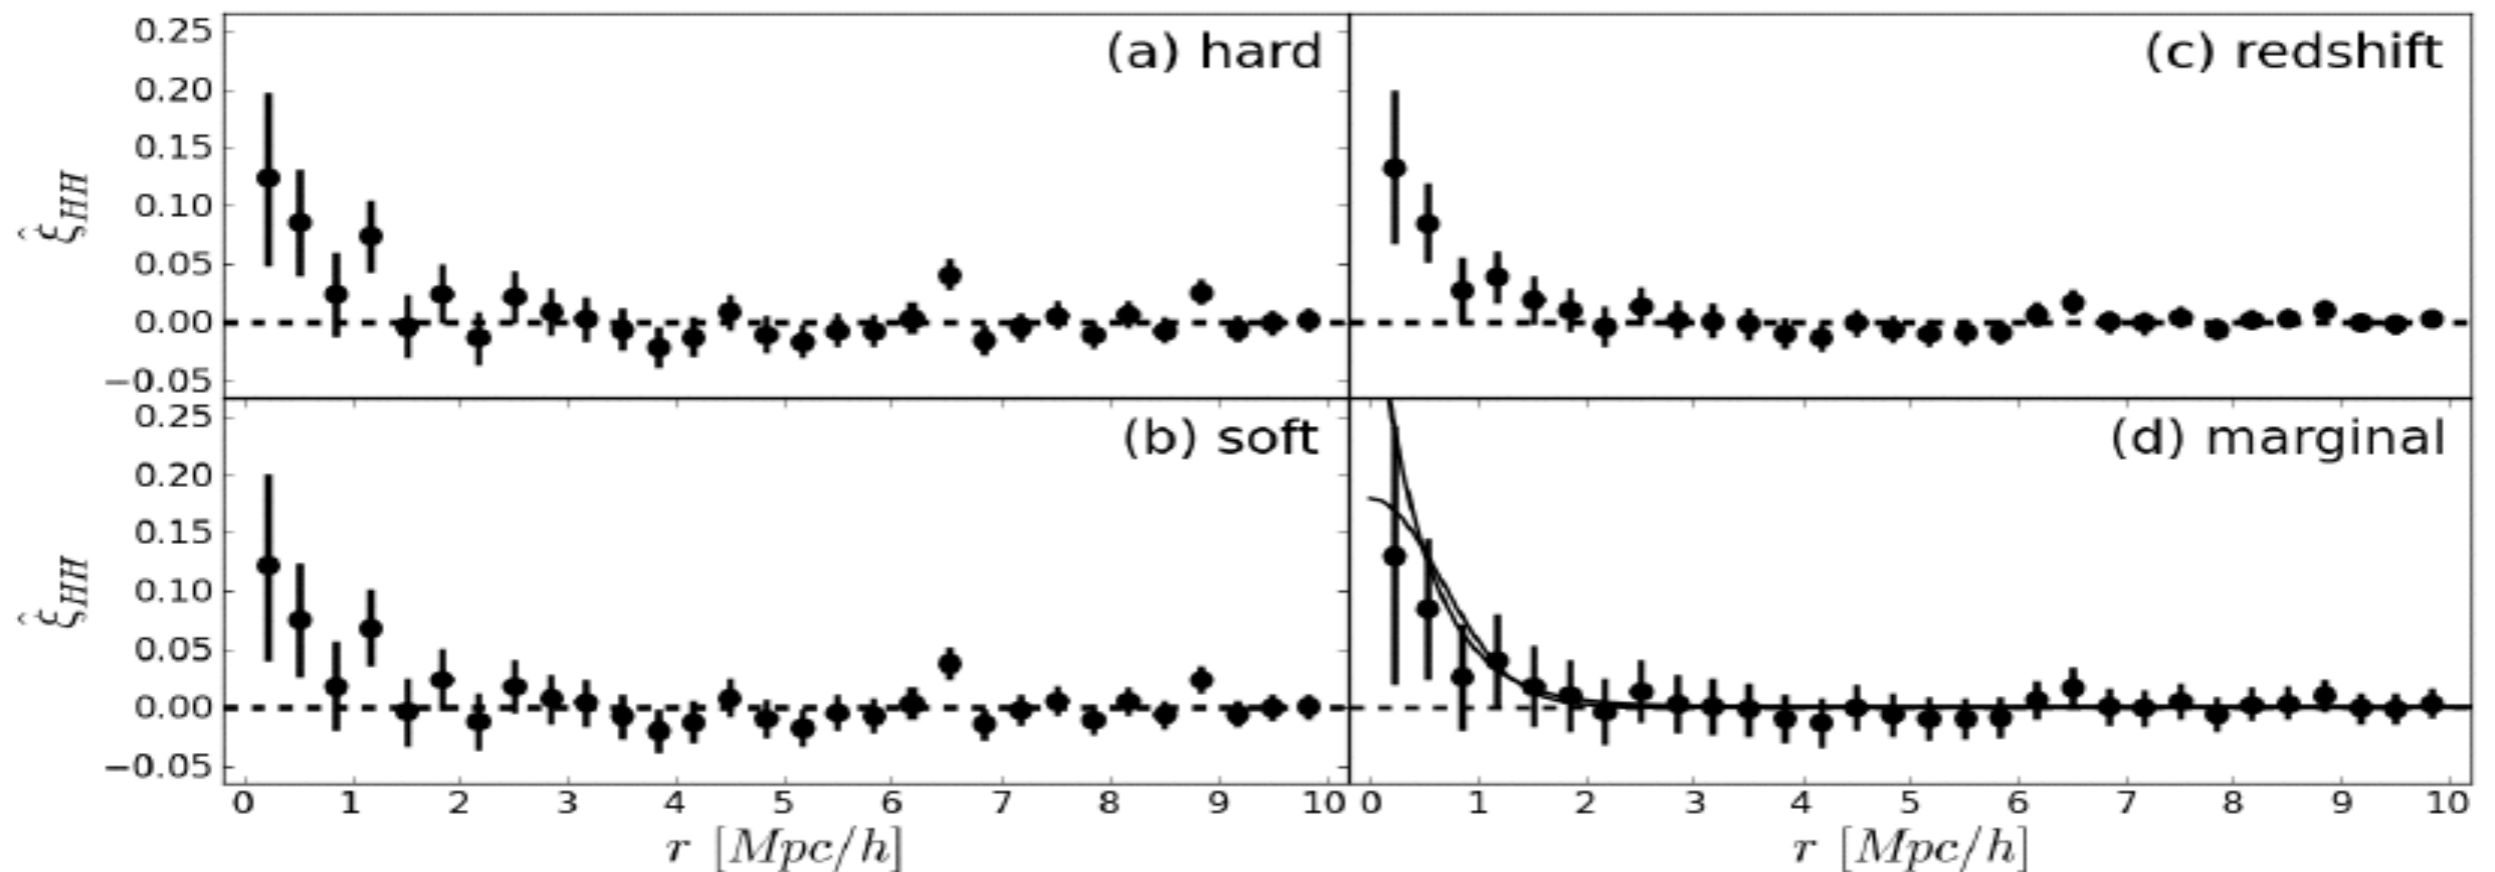 0.25
0.20
0.15
0.10
0.05
0.00
−0.05
ξ̂HH
(a) hard
(c) redshift
0.25
0.20
0.15
0.10
0.05
0.00
−0.05
ξ̂HH
(b) soft
(d) marginal
0 1 2 3 4 5 6 7 8 9 10
r [Mpc/h]
0 1 2 3 4 5 6 7 8 9 10
r [Mpc/h]